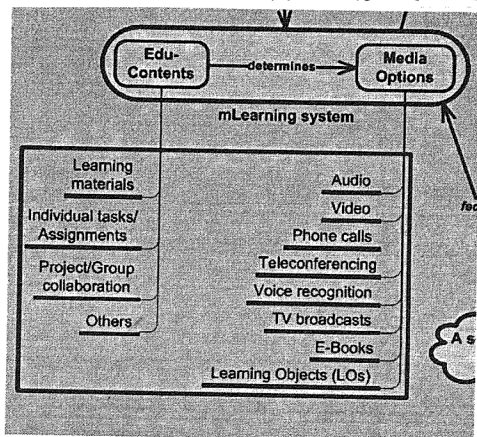 Edu-
Contents
determines
Media
Options
mLearning system
Learning
materials
Individual tasks/
Assignments
Project/Group
collaboration
Others
Audio
Video
Phone calls
Teleconferencing
Voice recognition
TV broadcasts
E-Books
Learning Objects (LOs)
A s